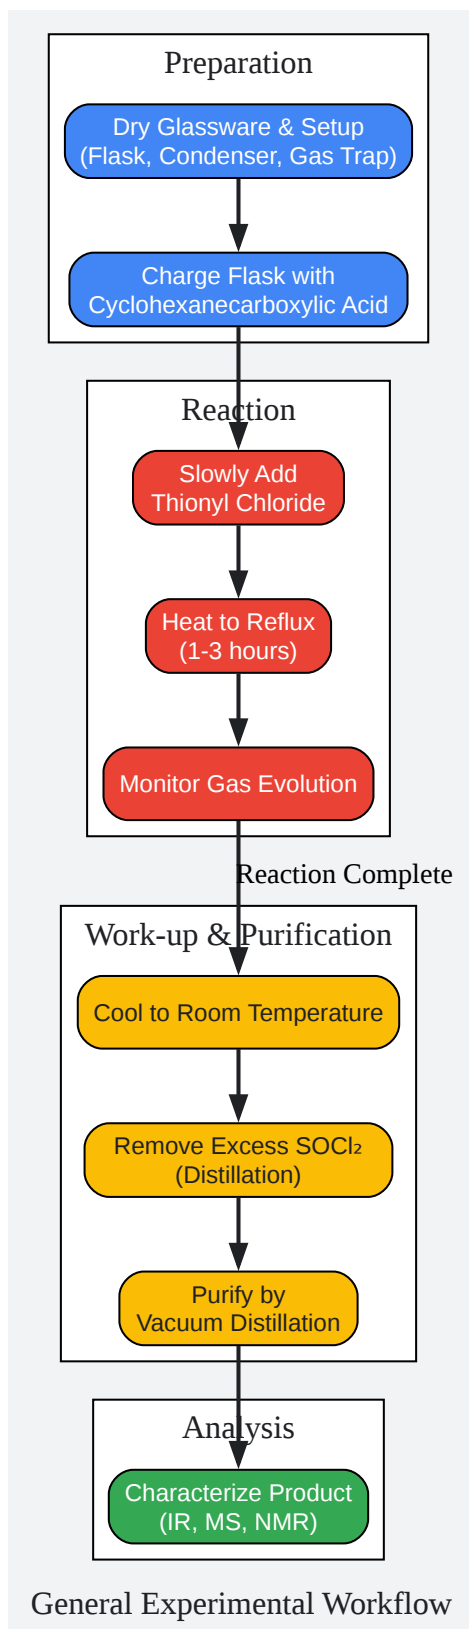 Preparation
Dry Glassware & Setup
(Flask, Condenser, Gas Trap)
Charge Flask with
Cyclohexanecarboxylic Acid
Reaction
Slowly Add
Thionyl Chloride
Heat to Reflux
(1-3 hours)
Monitor Gas Evolution
Reaction Complete
Work-up & Purification
Cool to Room Temperature
Remove Excess SOCl₂
(Distillation)
Purify by
Vacuum Distillation
Analysis
Characterize Product
(IR, MS, NMR)
General Experimental Workflow